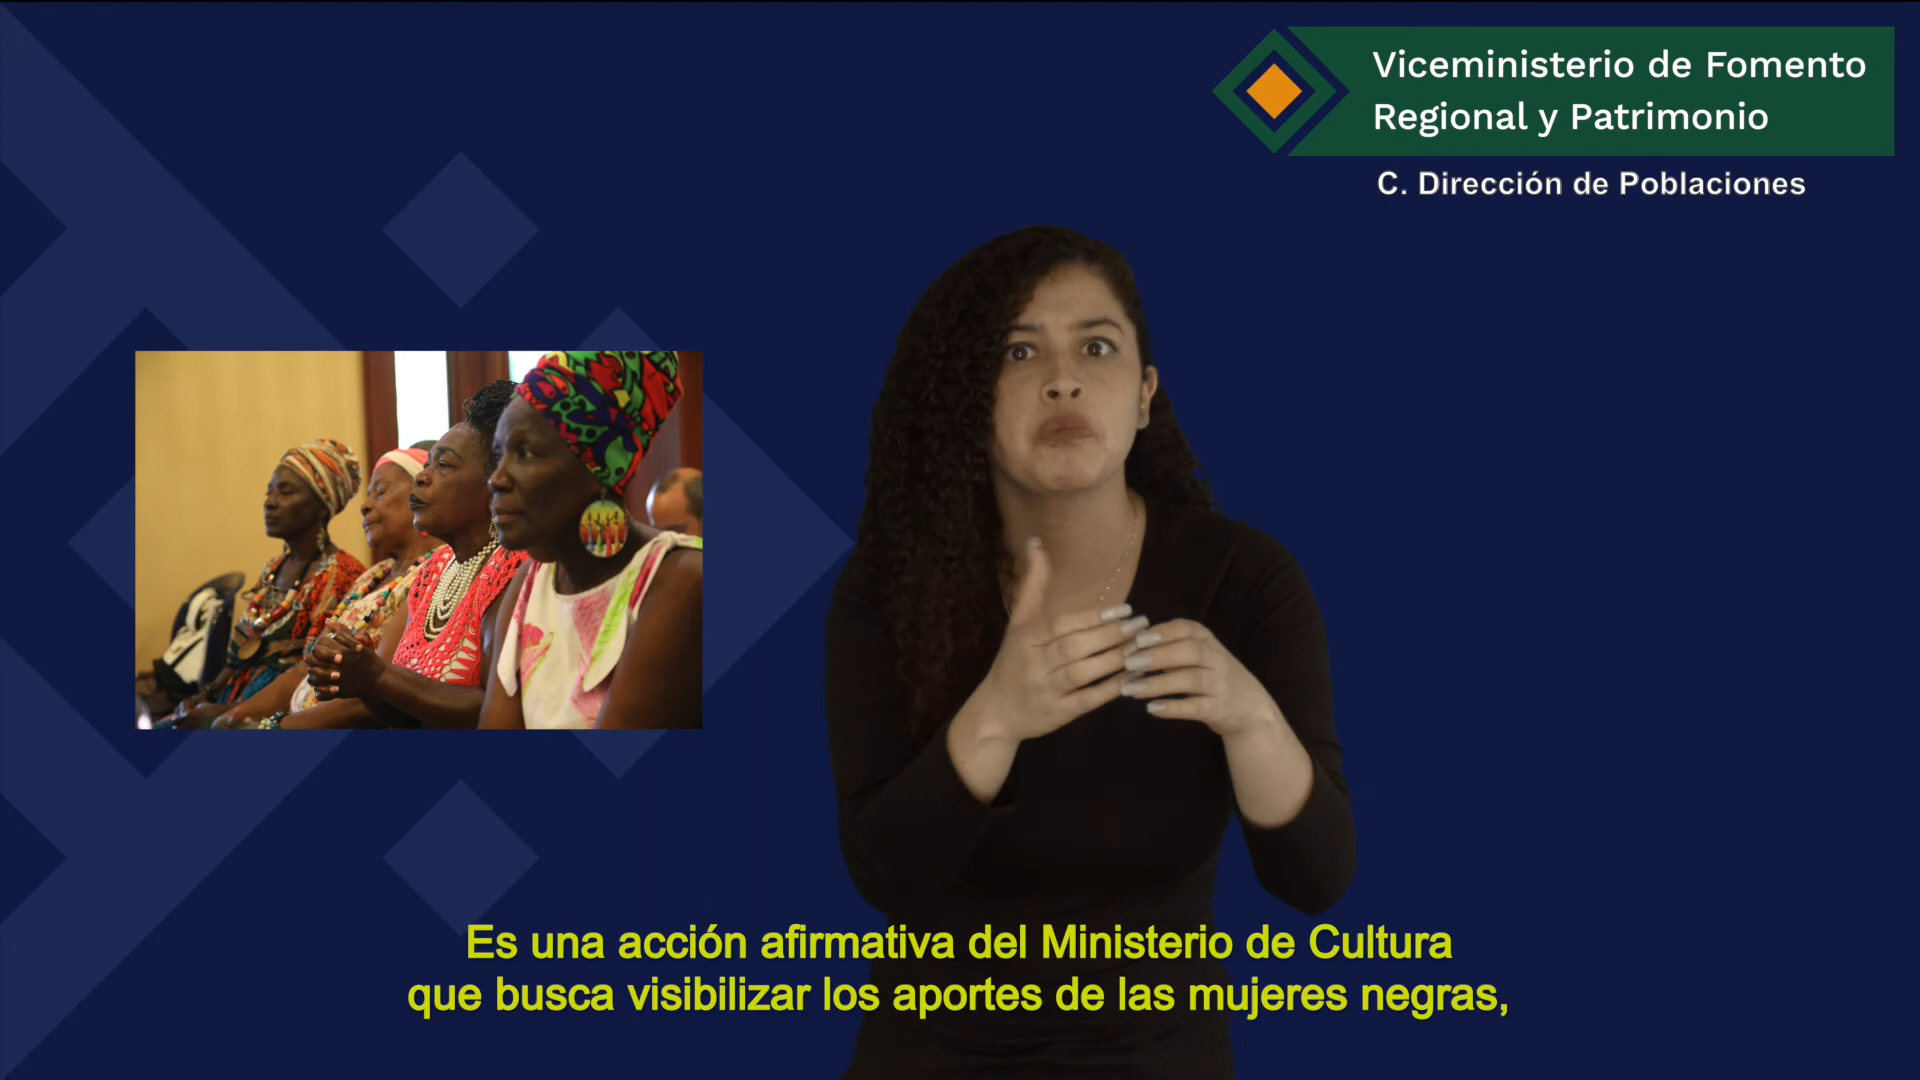 Viceministerio de Fomento
Regional y Patrimonio
C. Dirección de Poblaciones
Es una acción afirmativa del Ministerio de Cultura
que busca visibilizar los aportes de las mujeres negras,